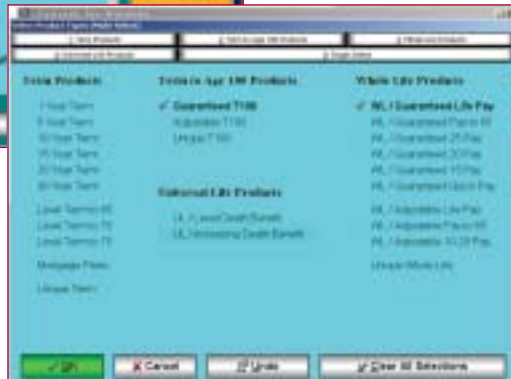 Term Products
1 Year Term
5 Year Term
10 Year Term
15 Year Term
20 Year Term
30 Year Term
Level Term to 65
Level Term to 70
Level Term to 75
Mortgage
Unique Term
Term to Age 100 Products
✓ Guaranteed T100
Adjustable T100
Unique T100
Universal Life Products
UL / Level Death Benefit
UL / Increasing Death Benefit
Whole Life Products
✓ WL / Guaranteed Life Pay
WL / Guaranteed Pay to 65
WL / Guaranteed 25 Pay
WL / Guaranteed 20 Pay
WL / Guaranteed 15 Pay
WL / Guaranteed Pay
WL / Adjustable Life Pay
WL / Adjustable Pay to 65
WL / Adjustable 10-20 Pay
Unique Whole Life
✓ OK
X Cancel
Undo
Clear All Selections